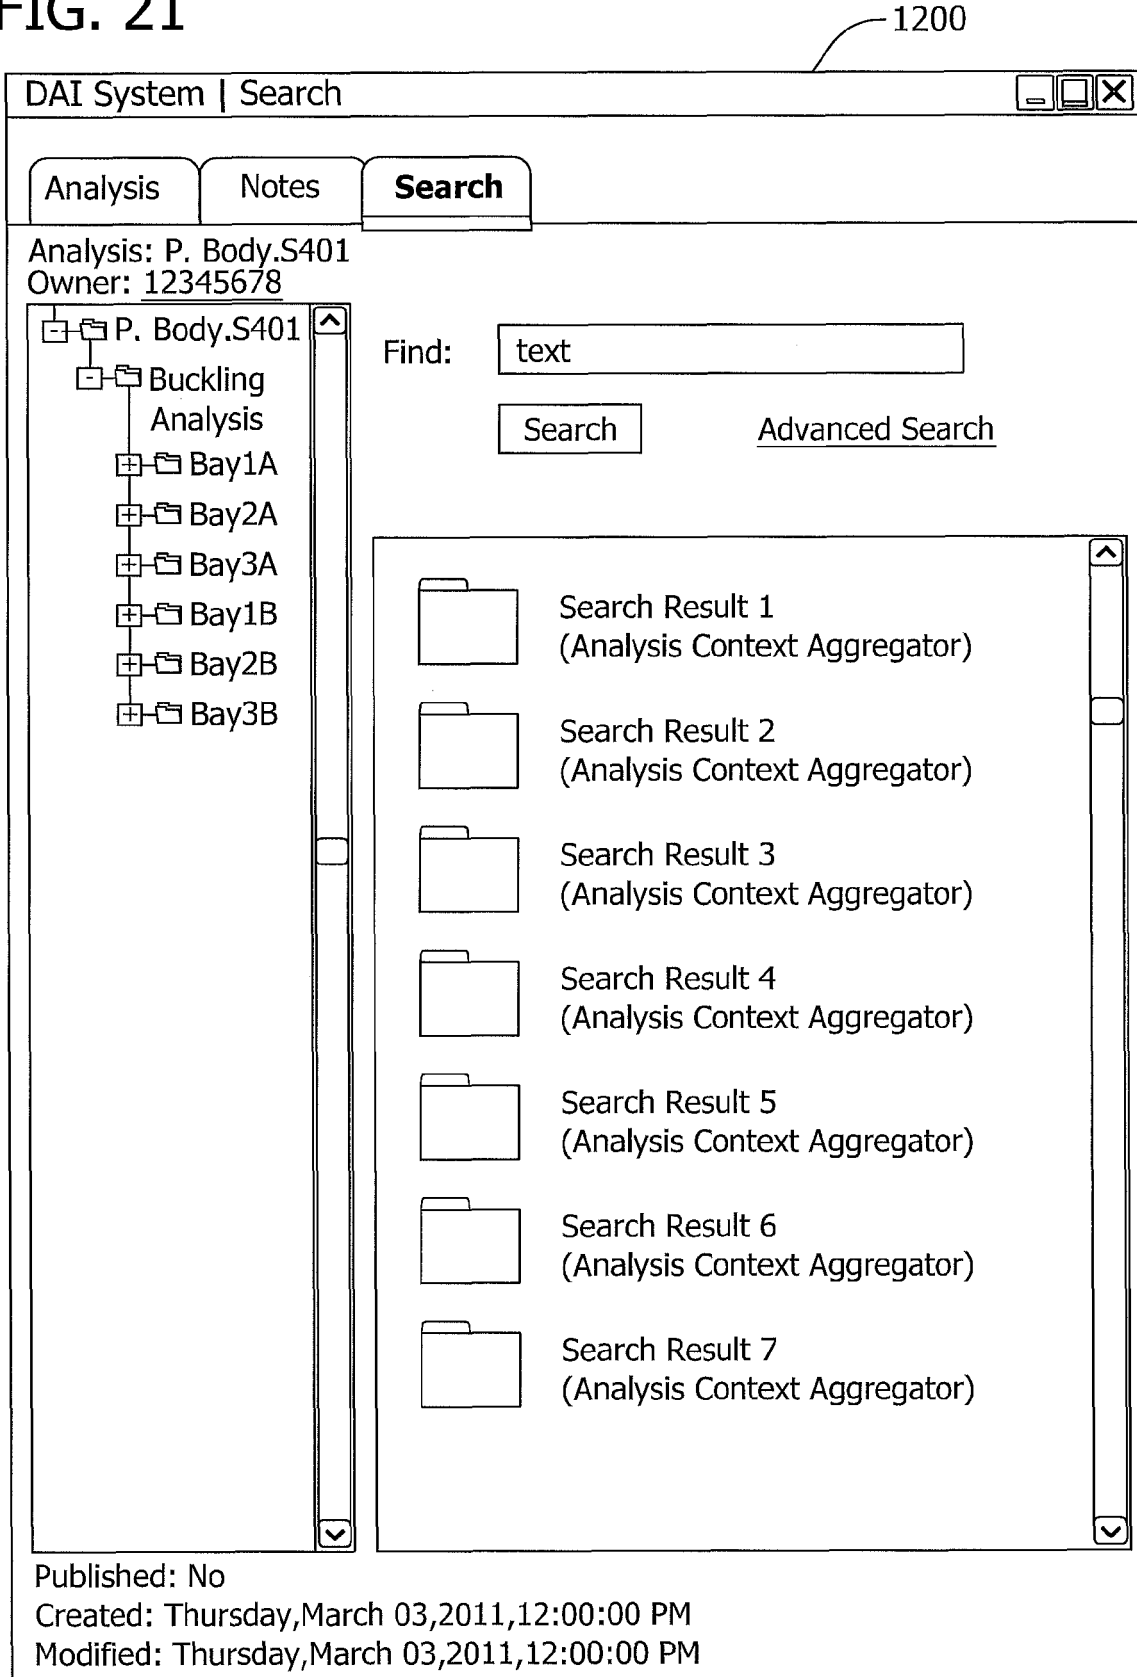 FIG. 21
1200
DAI System | Search
Analysis
Notes
Search
Analysis: P. Body.S401
Owner: 12345678
P. Body.S401
Buckling
Analysis
Bay1A
Bay2A
Bay3A
Bay1B
Bay2B
Bay3B
Find:
text
Search
Advanced Search
Search Result 1
(Analysis Context Aggregator)
Search Result 2
(Analysis Context Aggregator)
Search Result 3
(Analysis Context Aggregator)
Search Result 4
(Analysis Context Aggregator)
Search Result 5
(Analysis Context Aggregator)
Search Result 6
(Analysis Context Aggregator)
Search Result 7
(Analysis Context Aggregator)
Published: No
Created: Thursday,March 03,2011,12:00:00 PM
Modified: Thursday,March 03,2011,12:00:00 PM